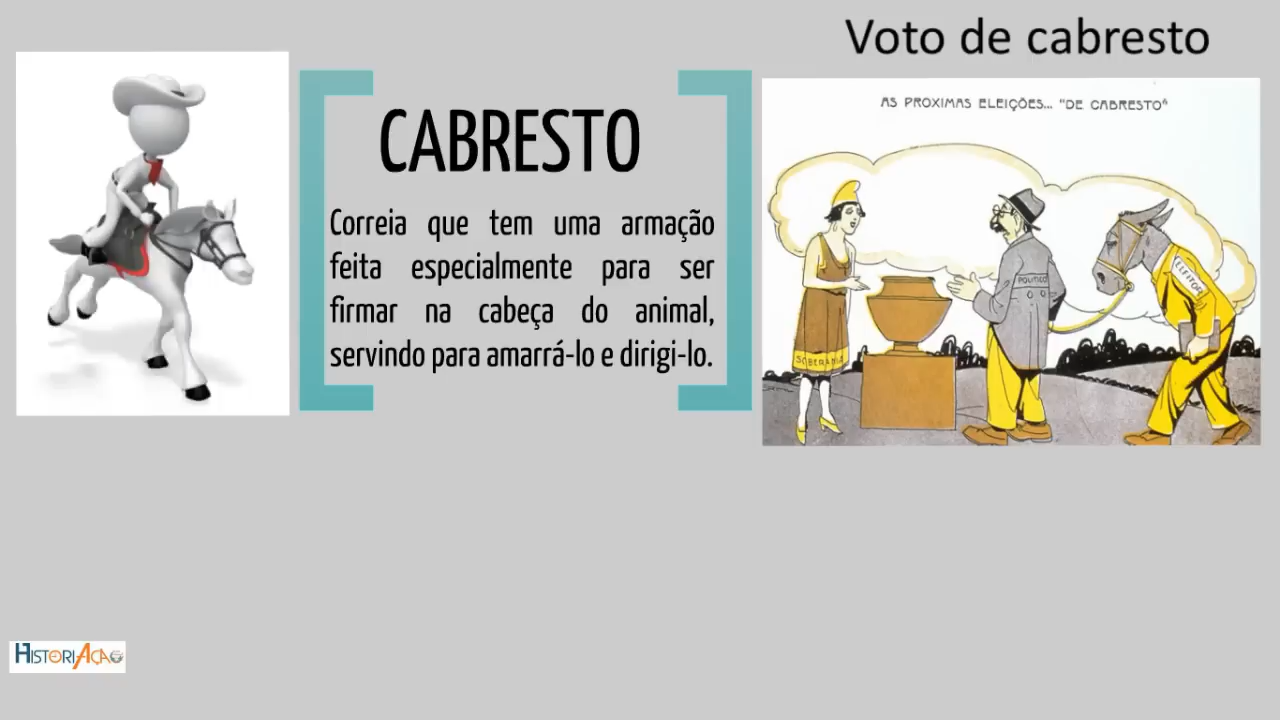 Voto de cabresto
CABRESTO
Correia que tem uma armação
feita especialmente para ser
firmar na cabeça do animal,
servindo para amarrá-lo e dirigi-lo.
AS PROXIMAS ELEIÇÕES... "DE CABRESTO"
SOBERANIA
POLITICO
ELEITOR
HISTORIAÇÃO